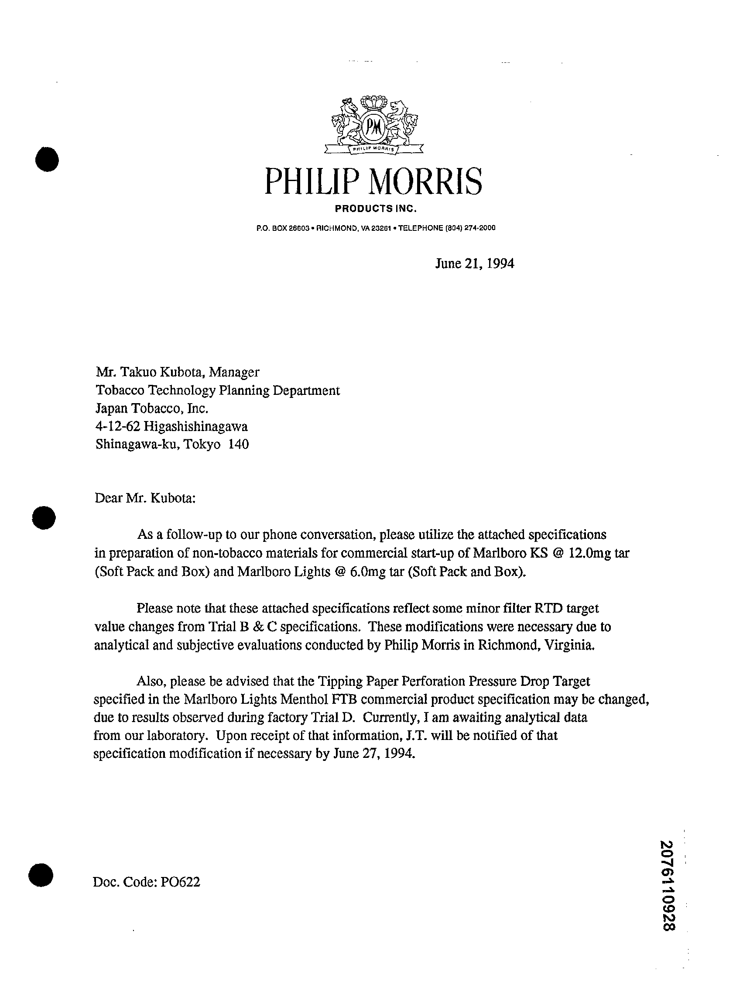 PM
PHILIP MORRIS
PHILIP MORRIS
PRODUCTS INC.
P.O. BOX 26603 • RICHMOND, VA 23261 • TELEPHONE (804) 274-2000
June 21, 1994
Mr. Takuo Kubota, Manager
Tobacco Technology Planning Department
Japan Tobacco, Inc.
4-12-62 Higashishinagawa
Shinagawa-ku, Tokyo 140
Dear Mr. Kubota:
As a follow-up to our phone conversation, please utilize the attached specifications
in preparation of non-tobacco materials for commercial start-up of Marlboro KS @ 12.0mg tar
(Soft Pack and Box) and Marlboro Lights @ 6.0mg tar (Soft Pack and Box).
Please note that these attached specifications reflect some minor filter RTD target
value changes from Trial B & C specifications. These modifications were necessary due to
analytical and subjective evaluations conducted by Philip Morris in Richmond, Virginia.
Also, please be advised that the Tipping Paper Perforation Pressure Drop Target
specified in the Marlboro Lights Menthol FTB commercial product specification may be changed,
due to results observed during factory Trial D. Currently, I am awaiting analytical data
from our laboratory. Upon receipt of that information, J.T. will be notified of that
specification modification if necessary by June 27, 1994.
Doc. Code: PO622
2076110928